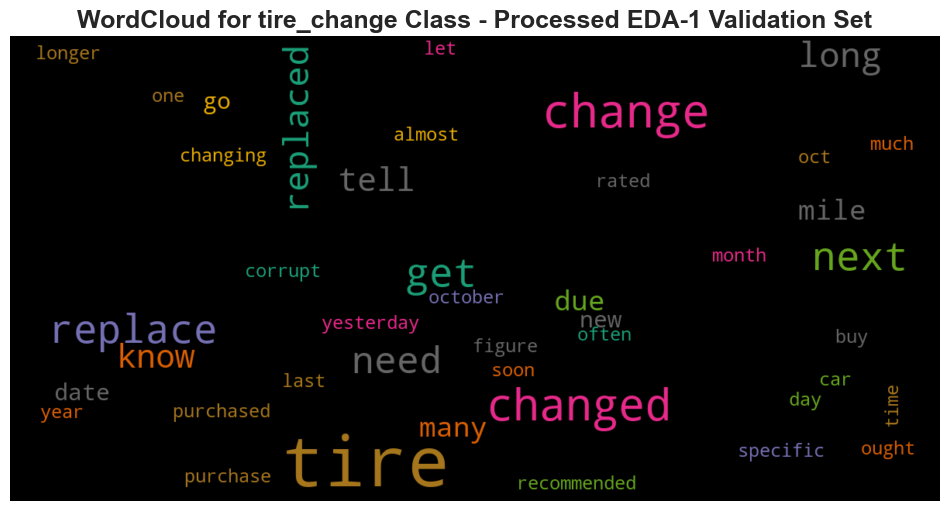 WordCloud for tire_change Class - Processed EDA-1 Validation Set
longer
let
long
replaced
one
go
change
almost
much
changing
oct
tell
rated
mile
next
month
corrupt
get
october
due
new
yesterday
often
replace
buy
know
need
figure
soon
last
car
date
day
time
year
purchased
changed
many
tire
specific
ought
purchase
recommended